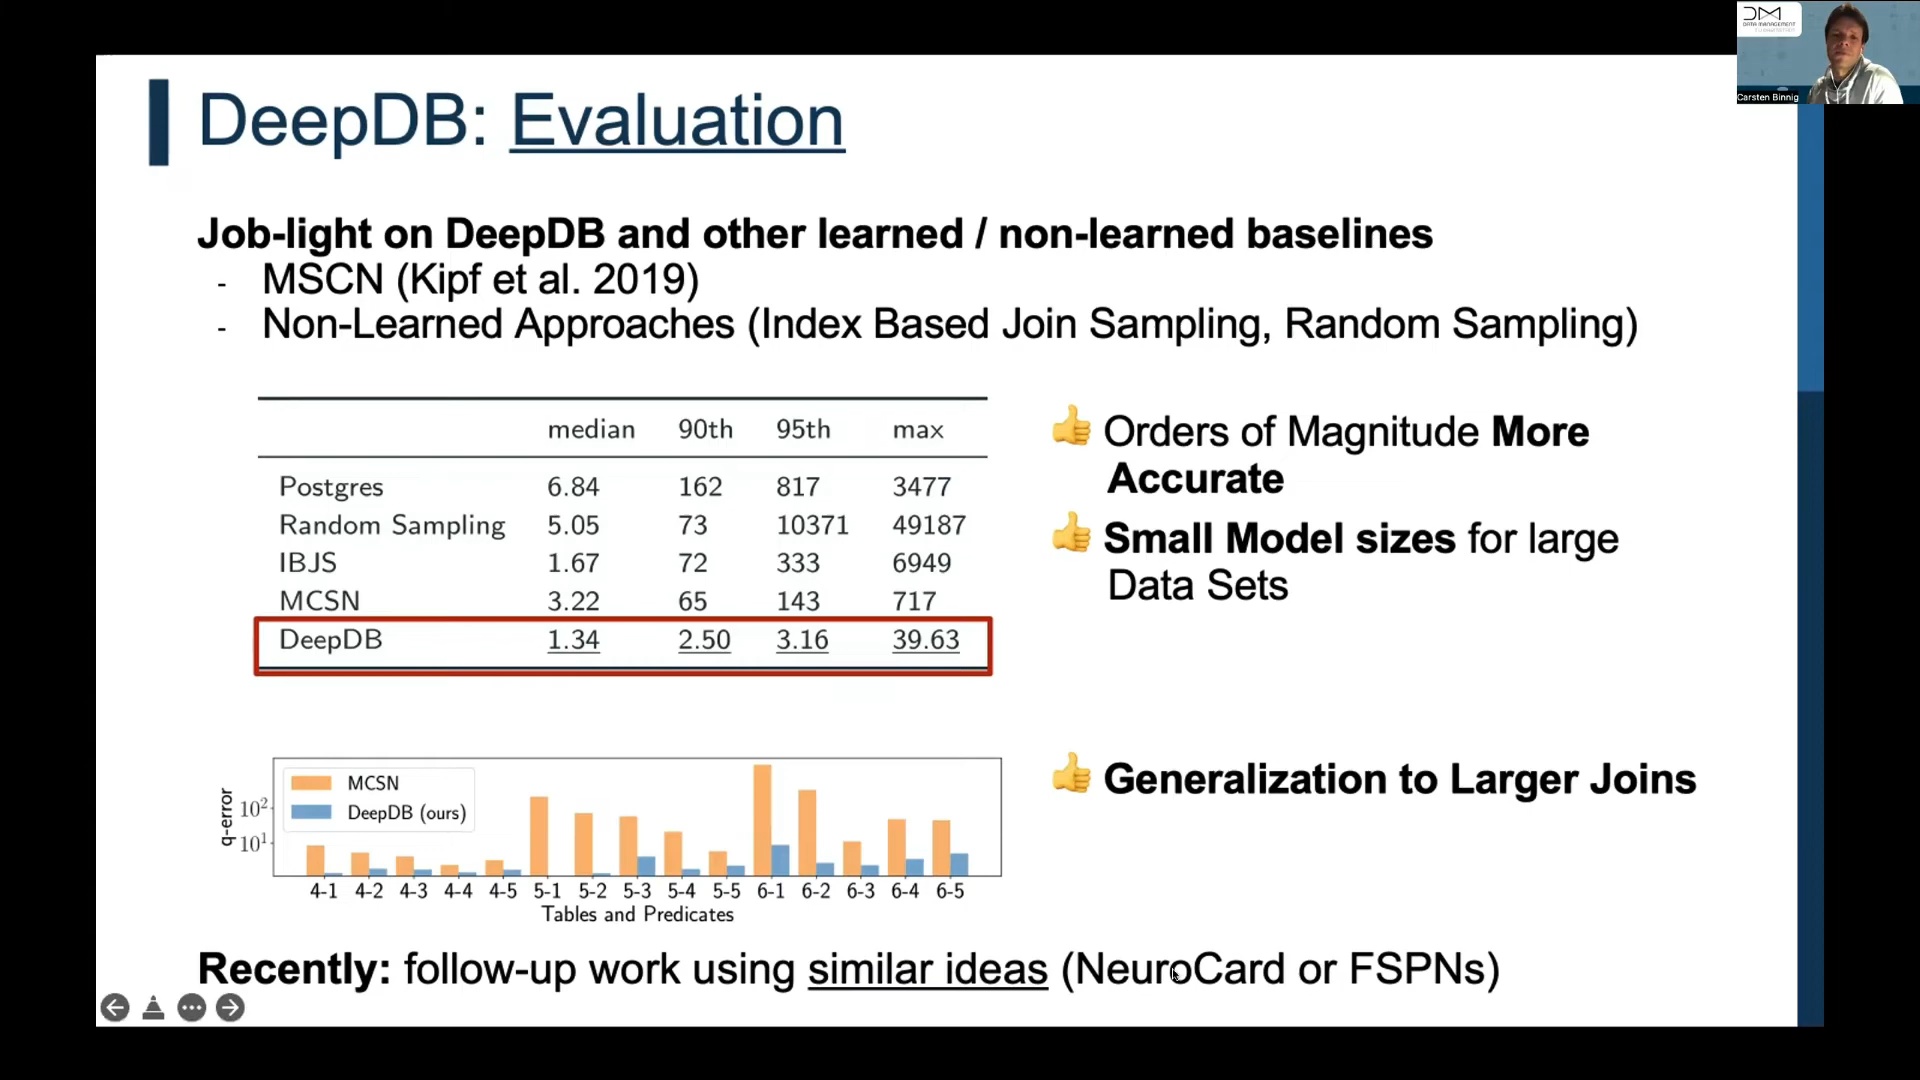 DM
DATA MANAGEMENT
Carsten Binnig
DeepDB: Evaluation
Job-light on DeepDB and other learned / non-learned baselines
- MSCN (Kipf et al. 2019)
- Non-Learned Approaches (Index Based Join Sampling, Random Sampling)
median 90th 95th max
Postgres 6.84 162 817 3477
Random Sampling 5.05 73 10371 49187
IBJS 1.67 72 333 6949
MCSN 3.22 65 143 717
DeepDB 1.34 2.50 3.16 39.63
👍 Orders of Magnitude More
Accurate
👍 Small Model sizes for large
Data Sets
q-error
10²
10¹
MCSN
DeepDB (ours)
4-1 4-2 4-3 4-4 4-5 5-1 5-2 5-3 5-4 5-5 6-1 6-2 6-3 6-4 6-5
Tables and Predicates
👍 Generalization to Larger Joins
Recently: follow-up work using similar ideas (NeuroCard or FSPNs)